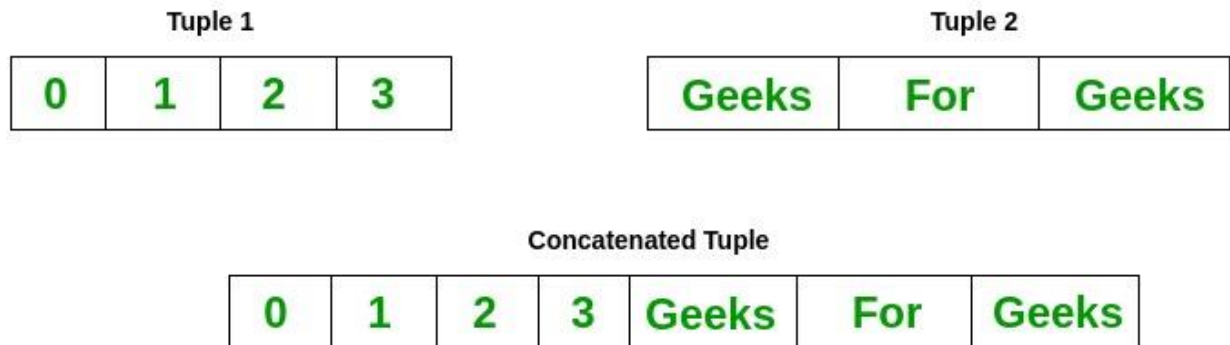 Tuple 1 Tuple 2
0 1 2 3 Geeks For Geeks
Concatenated Tuple
0 1 2 3 Geeks For Geeks